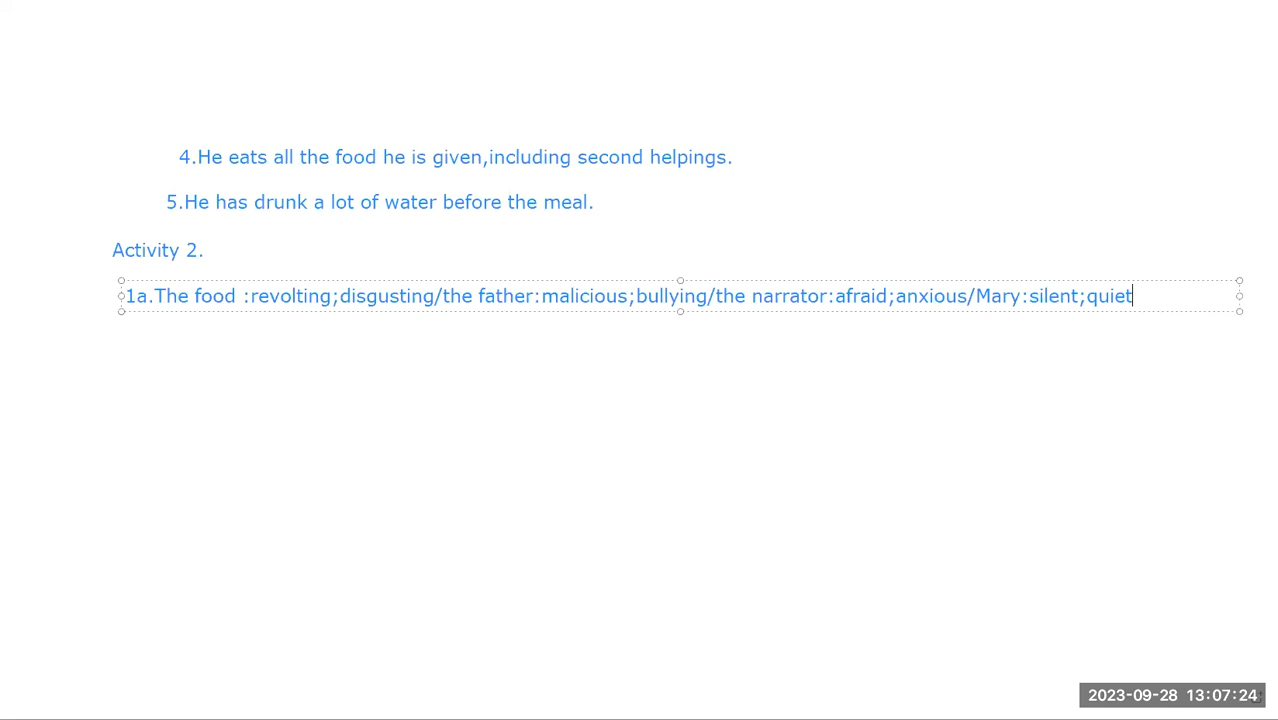 4.He eats all the food he is given,including second helpings.
5.He has drunk a lot of water before the meal.
Activity 2.
1a.The food :revolting;disgusting/the father:malicious;bullying/the narrator:afraid;anxious/Mary:silent;quiet
2023-09-28 13:07:24